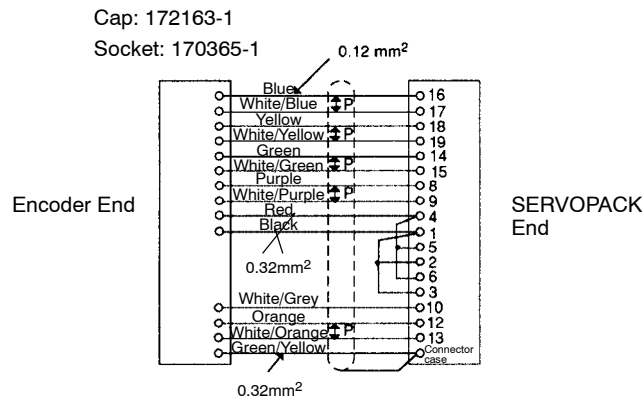 Cap: 172163-1
Socket: 170365-1
0.12 mm²
Blue
16
White/Blue
P
17
Yellow
18
White/Yellow
P
19
Green
14
White/Green
P
15
Purple
8
White/Purple
P
9
Encoder End
Red
4
SERVOPACK
End
Black
1
5
0.32mm²
2
6
3
White/Grey
10
Orange
12
White/Orange
P
13
Green/Yellow
Connector
case
0.32mm²